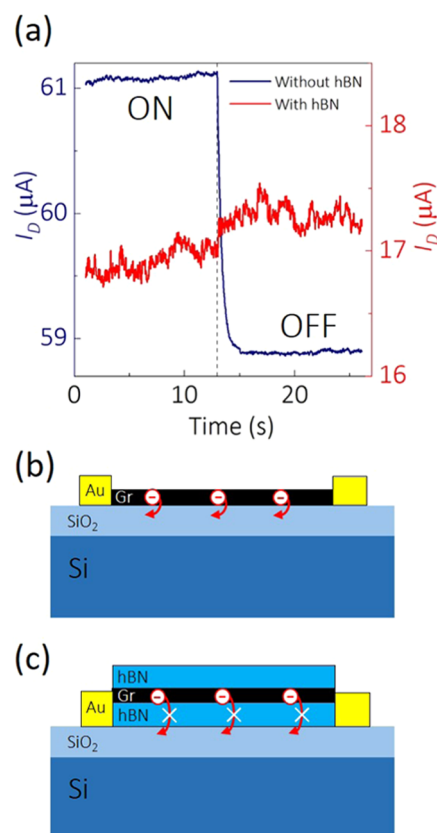 (a)
61
60
59
I_D (μA)
ON
OFF
Without hBN
With hBN
18
17
16
I_D (μA)
0
10
20
Time (s)
(b)
Au
Gr
SiO₂
Si
(c)
hBN
Au
Gr
hBN
SiO₂
Si